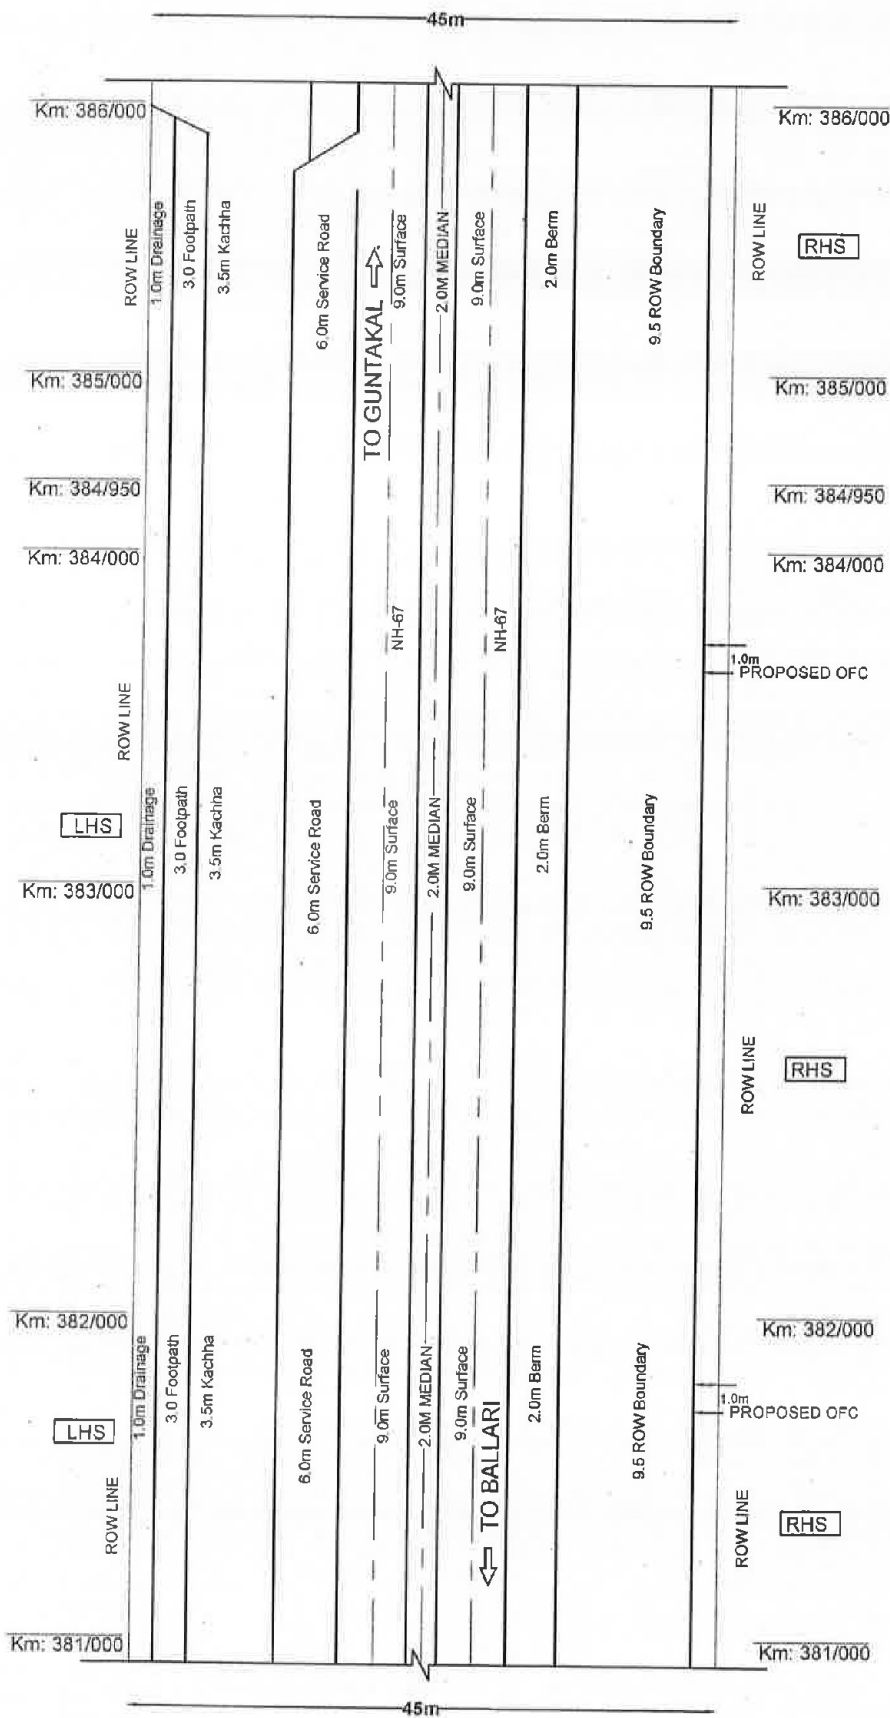 45m
Km: 386/000
Km: 386/000
ROW LINE
1.0m Drainage
3.0 Footpath
3.5m Kachha
6.0m Service Road
TO GUNTAKAL
9.0m Surface
2.0M MEDIAN
9.0m Surface
2.0m Berm
9.5 ROW Boundary
ROW LINE
RHS
Km: 385/000
Km: 385/000
Km: 384/950
Km: 384/950
Km: 384/000
Km: 384/000
NH-67
NH-67
1.0m
PROPOSED OFC
ROW LINE
LHS
1.0m Drainage
3.0 Footpath
3.5m Kachha
6.0m Service Road
9.0m Surface
2.0M MEDIAN
9.0m Surface
2.0m Berm
9.5 ROW Boundary
Km: 383/000
Km: 383/000
ROW LINE
RHS
Km: 382/000
Km: 382/000
1.0m Drainage
3.0 Footpath
3.5m Kachha
6.0m Service Road
9.0m Surface
2.0M MEDIAN
9.0m Surface
2.0m Berm
9.5 ROW Boundary
1.0m
PROPOSED OFC
LHS
TO BALLARI
ROW LINE
ROW LINE
RHS
Km: 381/000
Km: 381/000
45m